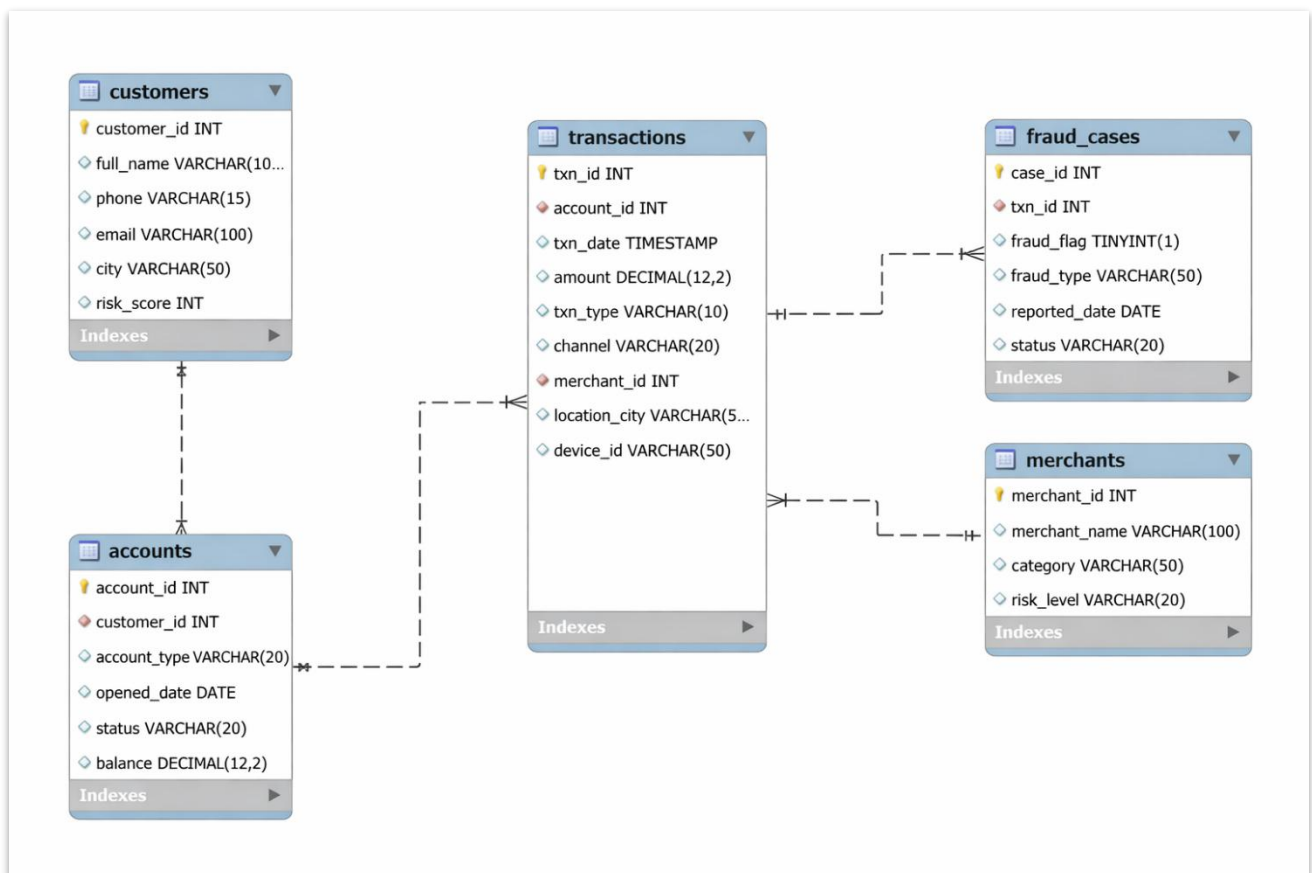 customers
customer_id INT
full_name VARCHAR(10...
phone VARCHAR(15)
email VARCHAR(100)
city VARCHAR(50)
risk_score INT
Indexes
accounts
account_id INT
customer_id INT
account_type VARCHAR(20)
opened_date DATE
status VARCHAR(20)
balance DECIMAL(12,2)
Indexes
transactions
txn_id INT
account_id INT
txn_date TIMESTAMP
amount DECIMAL(12,2)
txn_type VARCHAR(10)
channel VARCHAR(20)
merchant_id INT
location_city VARCHAR(5...
device_id VARCHAR(50)
Indexes
fraud_cases
case_id INT
txn_id INT
fraud_flag TINYINT(1)
fraud_type VARCHAR(50)
reported_date DATE
status VARCHAR(20)
Indexes
merchants
merchant_id INT
merchant_name VARCHAR(100)
category VARCHAR(50)
risk_level VARCHAR(20)
Indexes